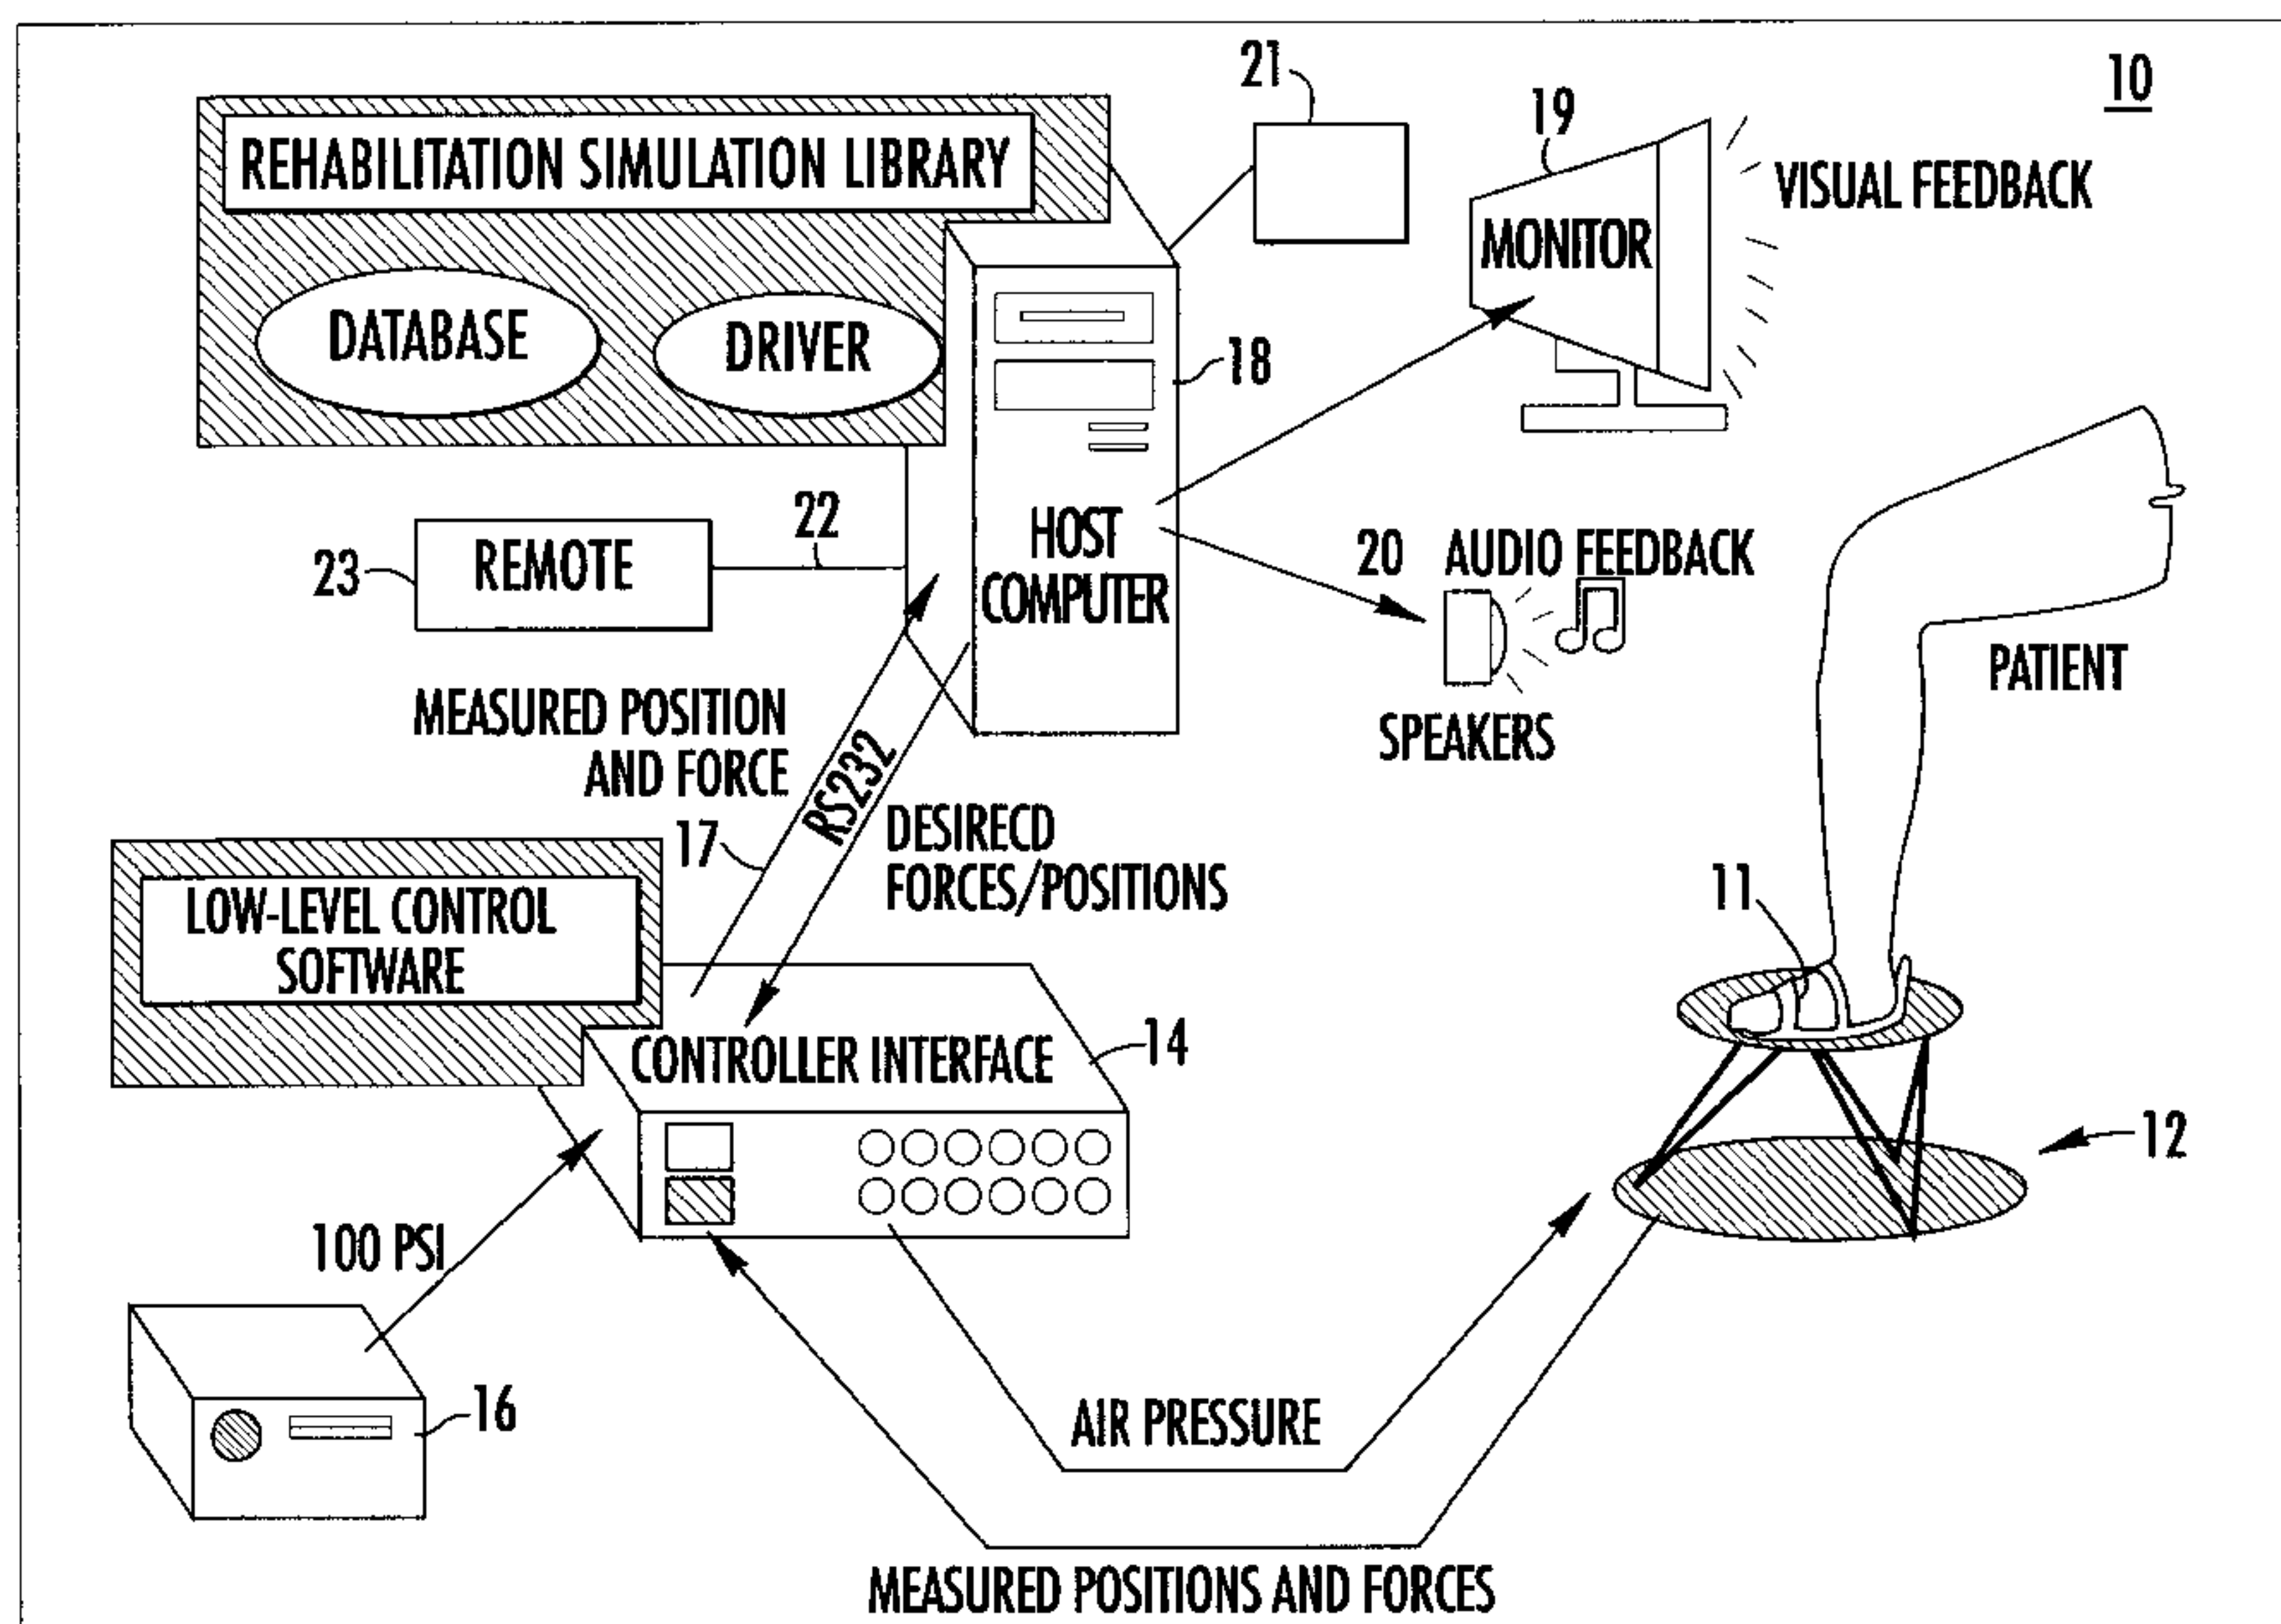 10
21
19
REHABILITATION SIMULATION LIBRARY
VISUAL FEEDBACK
MONITOR
DATABASE
DRIVER
18
22
23
REMOTE
HOST
COMPUTER
20
AUDIO FEEDBACK
SPEAKERS
PATIENT
MEASURED POSITION
AND FORCE
RS232
17
DESIRECD
FORCES/POSITIONS
LOW-LEVEL CONTROL
SOFTWARE
11
CONTROLLER INTERFACE
14
12
100 PSI
16
AIR PRESSURE
MEASURED POSITIONS AND FORCES